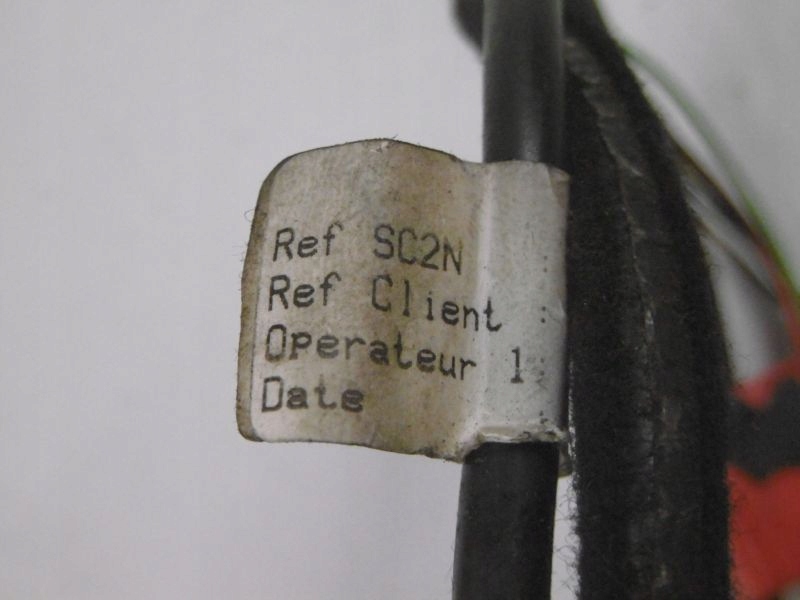 Ref SC2N
Ref Client :
Operateur 1 :
Date